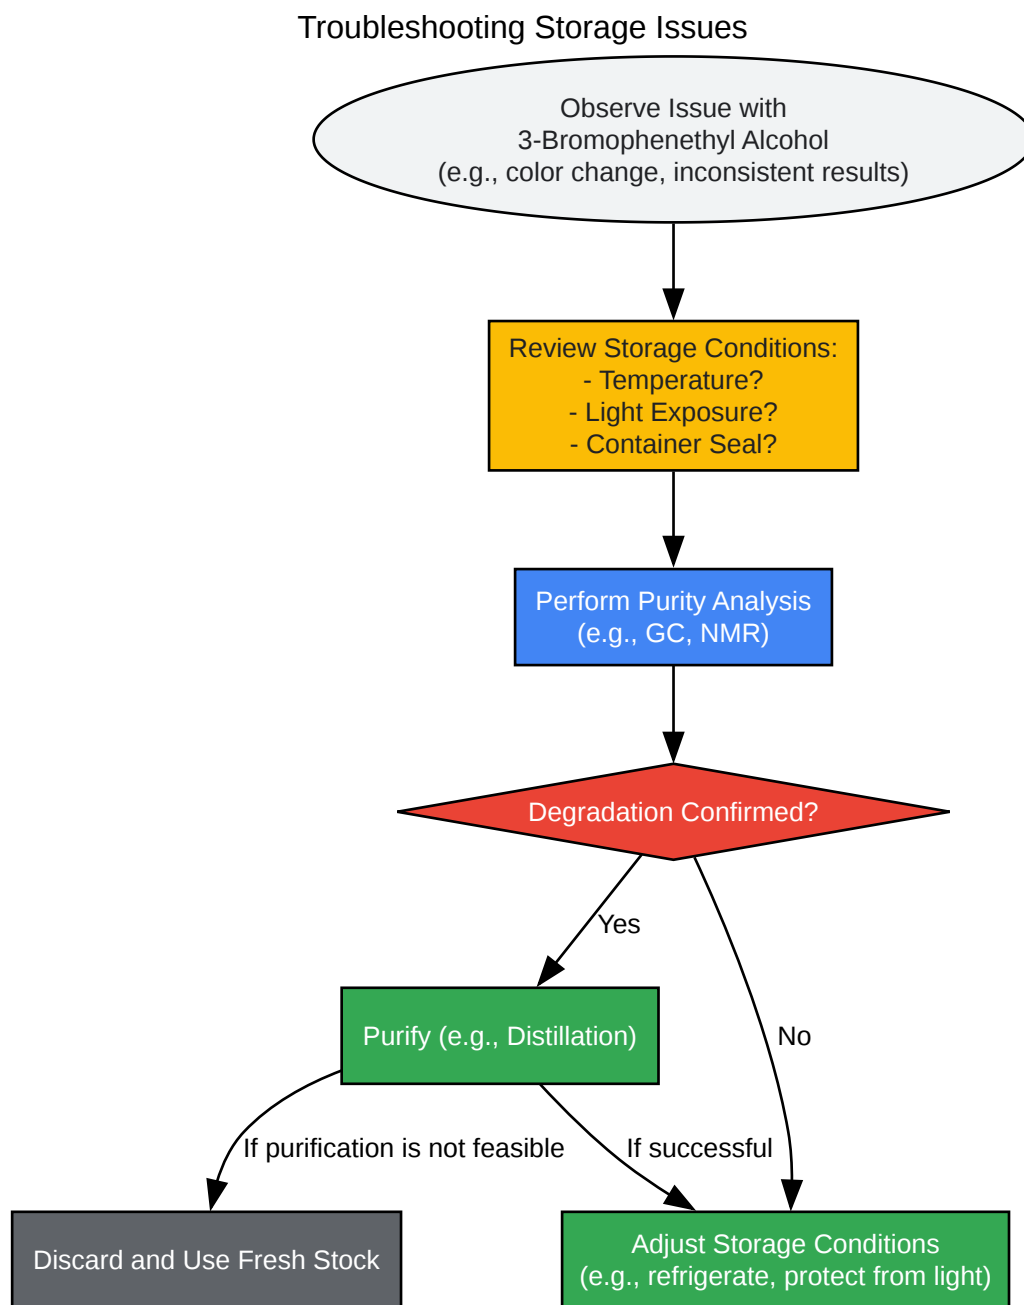 Troubleshooting Storage Issues
Observe Issue with
3-Bromophenethyl Alcohol
(e.g., color change, inconsistent results)
Review Storage Conditions:
- Temperature?
- Light Exposure?
- Container Seal?
Perform Purity Analysis
(e.g., GC, NMR)
Degradation Confirmed?
Yes
Purify (e.g., Distillation)
No
If purification is not feasible
If successful
Discard and Use Fresh Stock
Adjust Storage Conditions
(e.g., refrigerate, protect from light)